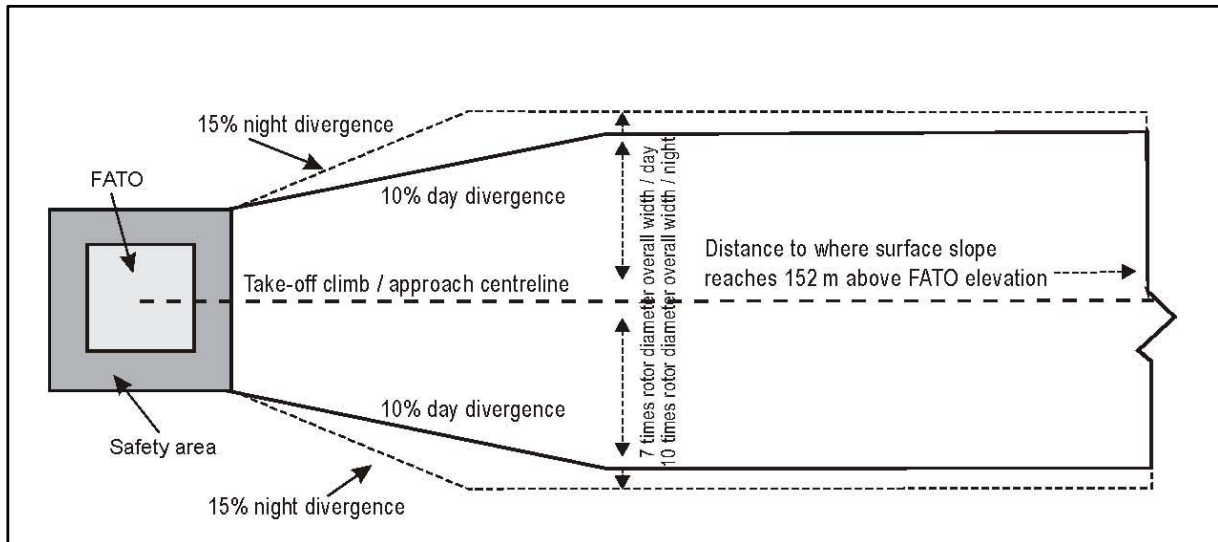 15% night divergence
FATO
10% day divergence
7 times rotor diameter overall width / day
10 times rotor diameter overall width / night
Distance to where surface slope
reaches 152 m above FATO elevation
Take-off climb / approach centreline
10% day divergence
Safety area
15% night divergence